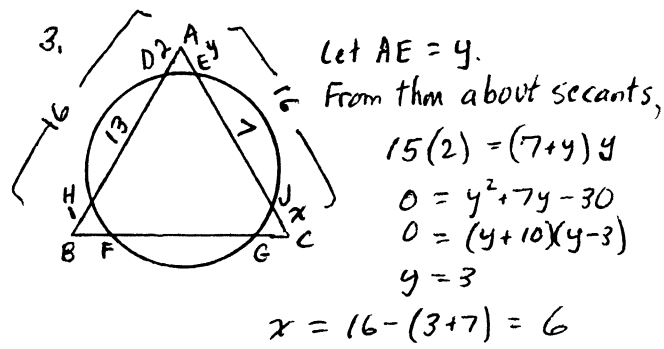 3.
A
D 2
E y
16
16
13
7
H
J
1
x
B F G C
Let AE = y.
From thm about secants,
15(2) = (7+y) y
0 = y² + 7y - 30
0 = (y+10)(y-3)
y = 3
x = 16 - (3+7) = 6